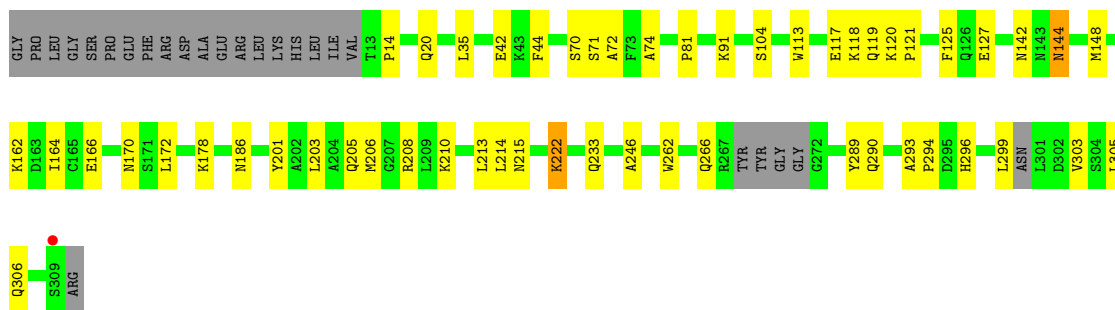 GLY PRO LEU GLY SER PRO GLU PHE ARG ASP ALA GLU ARG LEU LYS HIS LEU ILE VAL T13 P14 Q20 L35 E42 K43 F44 S70 S71 A72 F73 A74 P81 K91 S104 W113 E117 K118 Q119 K120 P121 F125 Q126 E127 N142 N143 N144 M148
K162 D163 I164 C165 E166 N170 S171 L172 K178 N186 Y201 A202 L203 A204 Q205 M206 G207 R208 L209 K210 L213 L214 N215 K222 Q233 A246 W262 Q266 R267 TYR TYR GLY GLY G272 Y289 Q290 A293 P294 D295 H296 L299 ASN L301 D302 V303 S304 L305
Q306 S309 ARG